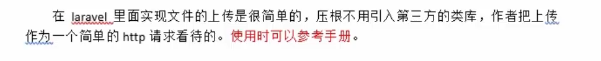 在 laravel 里面实现文件的上传是很简单的，压根不用引入第三方的类库，作者把上传
作为一个简单的 http 请求看待的。使用时可以参考手册。